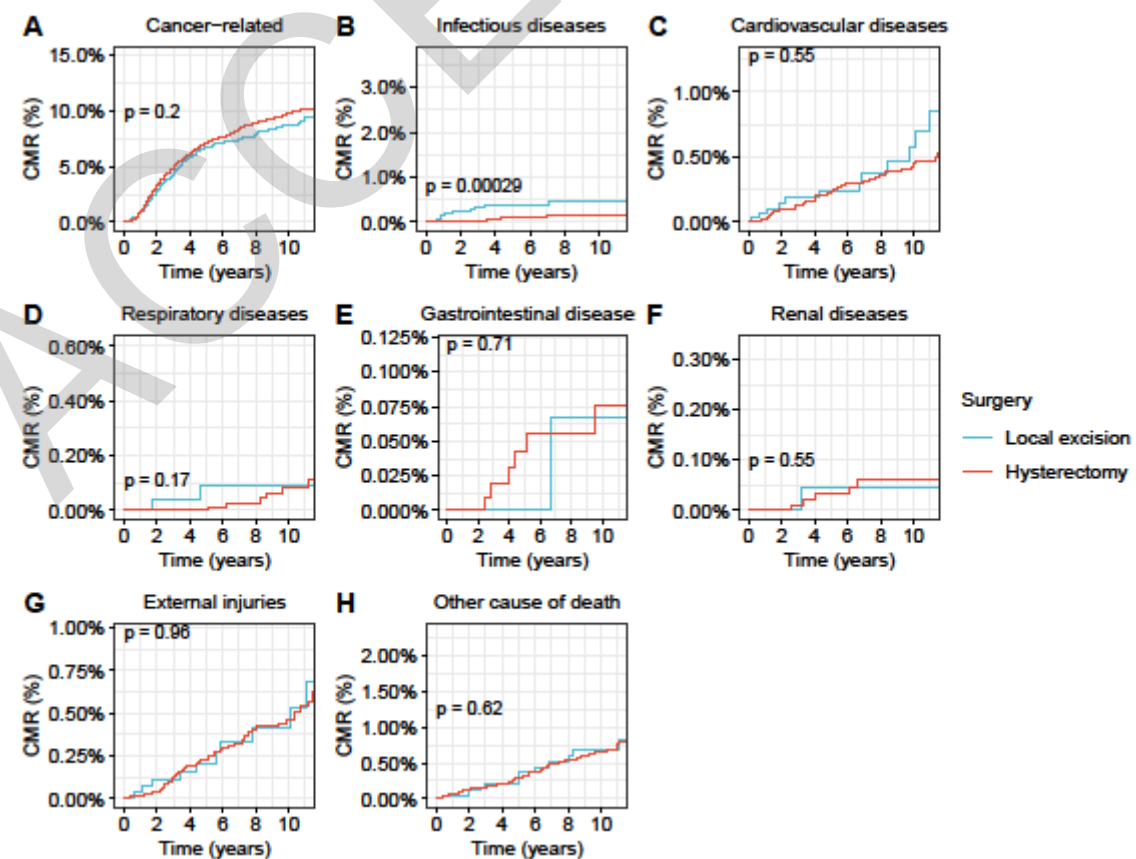 A Cancer-related
CMR (%)
15.0%
10.0%
5.0%
0.0%
p = 0.2
0 2 4 6 8 10
Time (years)
B Infectious diseases
CMR (%)
3.0%
2.0%
1.0%
0.0%
p = 0.00029
0 2 4 6 8 10
Time (years)
C Cardiovascular diseases
CMR (%)
1.00%
0.50%
0.00%
p = 0.55
0 2 4 6 8 10
Time (years)
D Respiratory diseases
CMR (%)
0.60%
0.40%
0.20%
0.00%
p = 0.17
0 2 4 6 8 10
Time (years)
E Gastrointestinal disease
CMR (%)
0.125%
0.100%
0.075%
0.050%
0.025%
0.000%
p = 0.71
0 2 4 6 8 10
Time (years)
F Renal diseases
CMR (%)
0.30%
0.20%
0.10%
0.00%
p = 0.55
0 2 4 6 8 10
Time (years)
Surgery
Local excision
Hysterectomy
G External injuries
CMR (%)
1.00%
0.75%
0.50%
0.25%
0.00%
p = 0.96
0 2 4 6 8 10
Time (years)
H Other cause of death
CMR (%)
2.00%
1.50%
1.00%
0.50%
0.00%
p = 0.62
0 2 4 6 8 10
Time (years)
ACCE